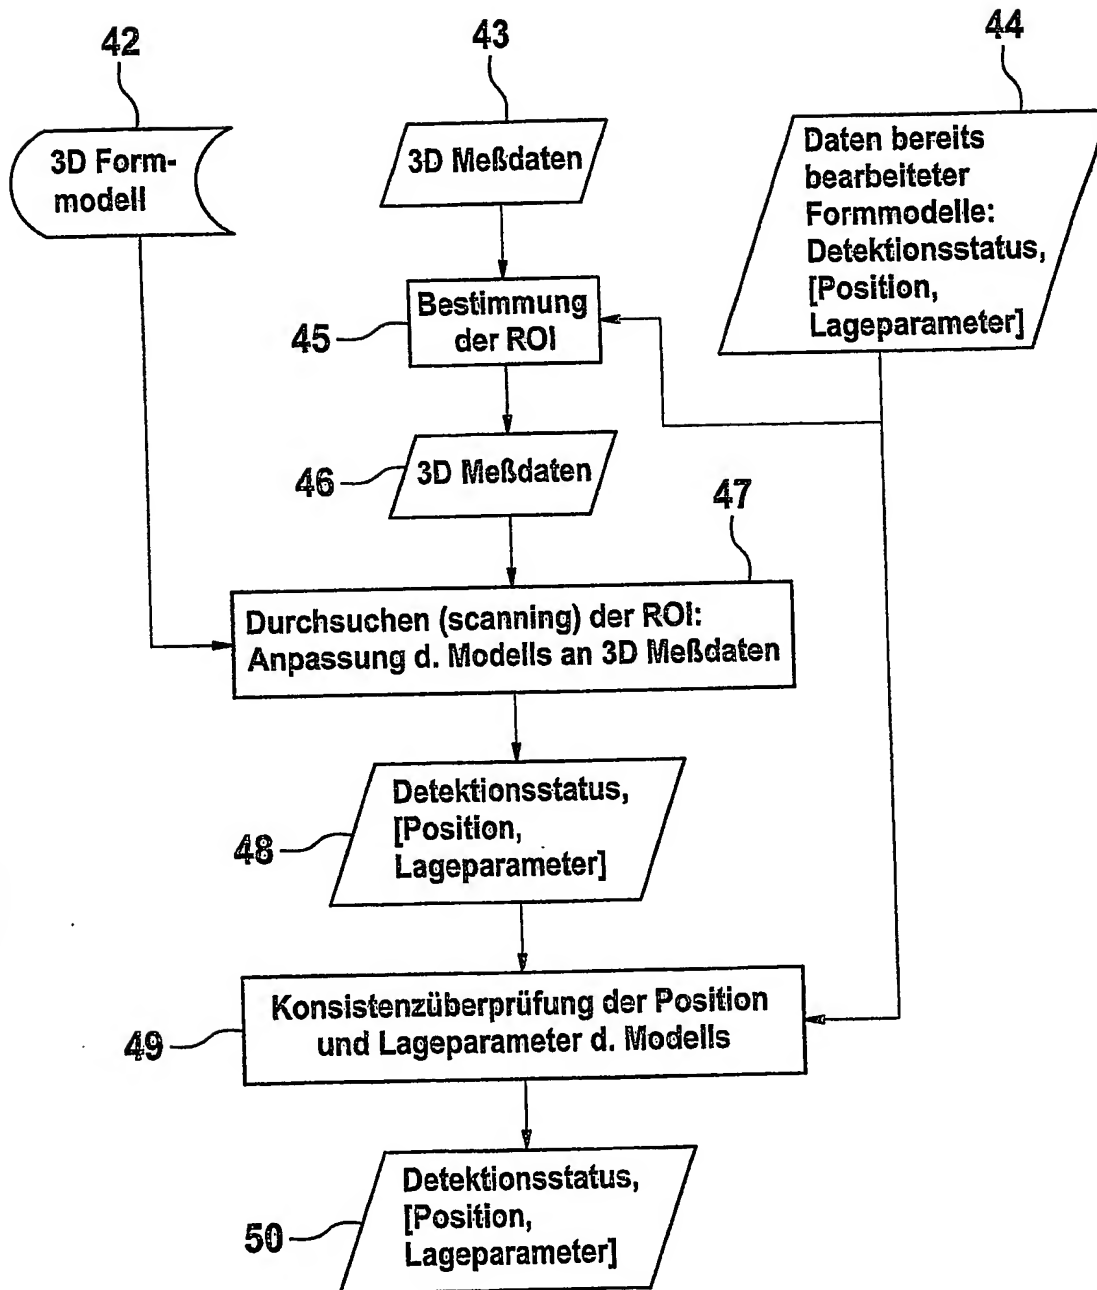 42
43
44
3D Form-
modell
3D Meßdaten
Daten bereits
bearbeiteter
Formmodelle:
Detektionsstatus,
[Position,
Lageparameter]
45
Bestimmung
der ROI
46
3D Meßdaten
47
Durchsuchen (scanning) der ROI:
Anpassung d. Modells an 3D Meßdaten
48
Detektionsstatus,
[Position,
Lageparameter]
49
Konsistenzüberprüfung der Position
und Lageparameter d. Modells
50
Detektionsstatus,
[Position,
Lageparameter]